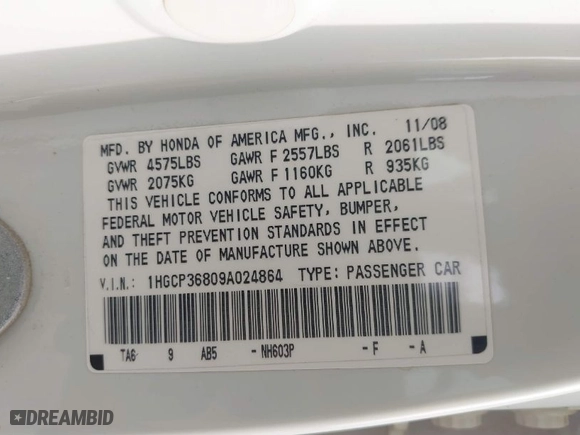 MFD. BY HONDA OF AMERICA MFG., INC. 11/08
GVWR 4575LBS GAWR F 2557LBS R 2061LBS
GVWR 2075KG GAWR F 1160KG R 935KG
THIS VEHICLE CONFORMS TO ALL APPLICABLE
FEDERAL MOTOR VEHICLE SAFETY, BUMPER,
AND THEFT PREVENTION STANDARDS IN EFFECT
ON THE DATE OF MANUFACTURE SHOWN ABOVE.
V.I.N: 1HGCP36809A024864 TYPE: PASSENGER CAR
TA6 9 AB5 -NH603P -F -A
DREAMBID